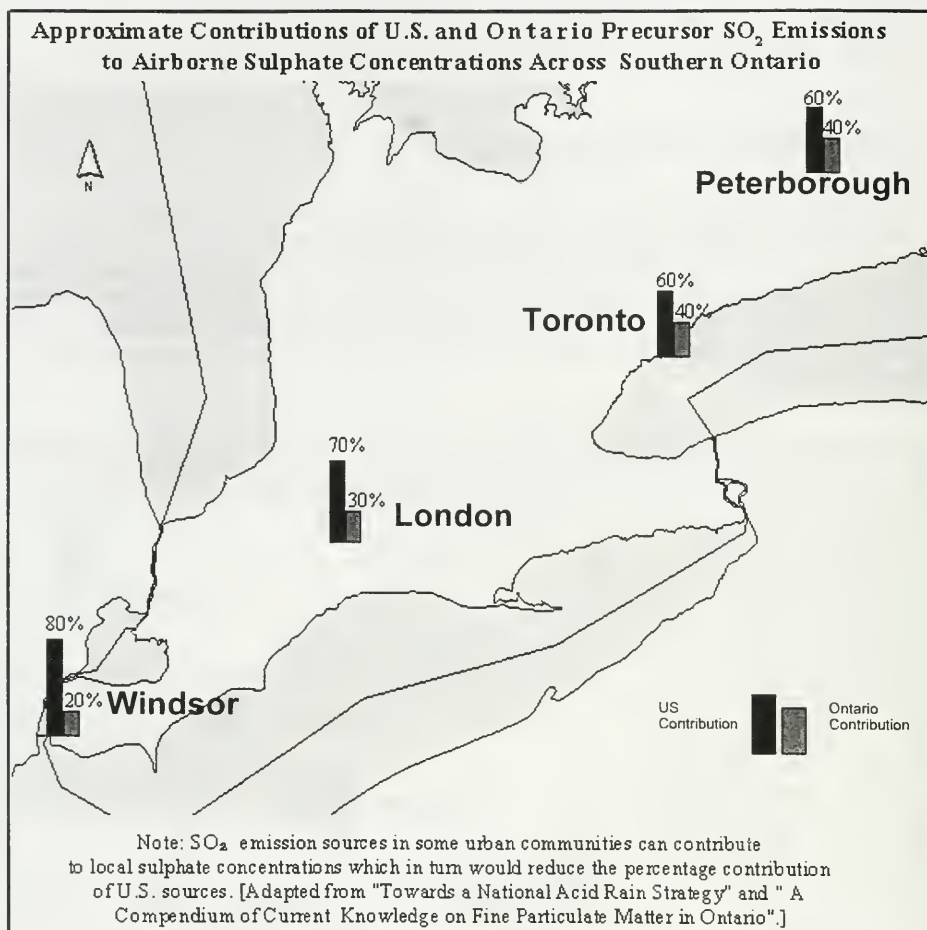 Approximate Contributions of U.S. and Ontario Precursor SO₂ Emissions
to Airborne Sulphate Concentrations Across Southern Ontario
60%
40%
Peterborough
N
60%
40%
Toronto
70%
30%
London
80%
20%
Windsor
US
Contribution
Ontario
Contribution
Note: SO₂ emission sources in some urban communities can contribute
to local sulphate concentrations which in turn would reduce the percentage contribution
of U.S. sources. [Adapted from "Towards a National Acid Rain Strategy" and " A
Compendium of Current Knowledge on Fine Particulate Matter in Ontario".]